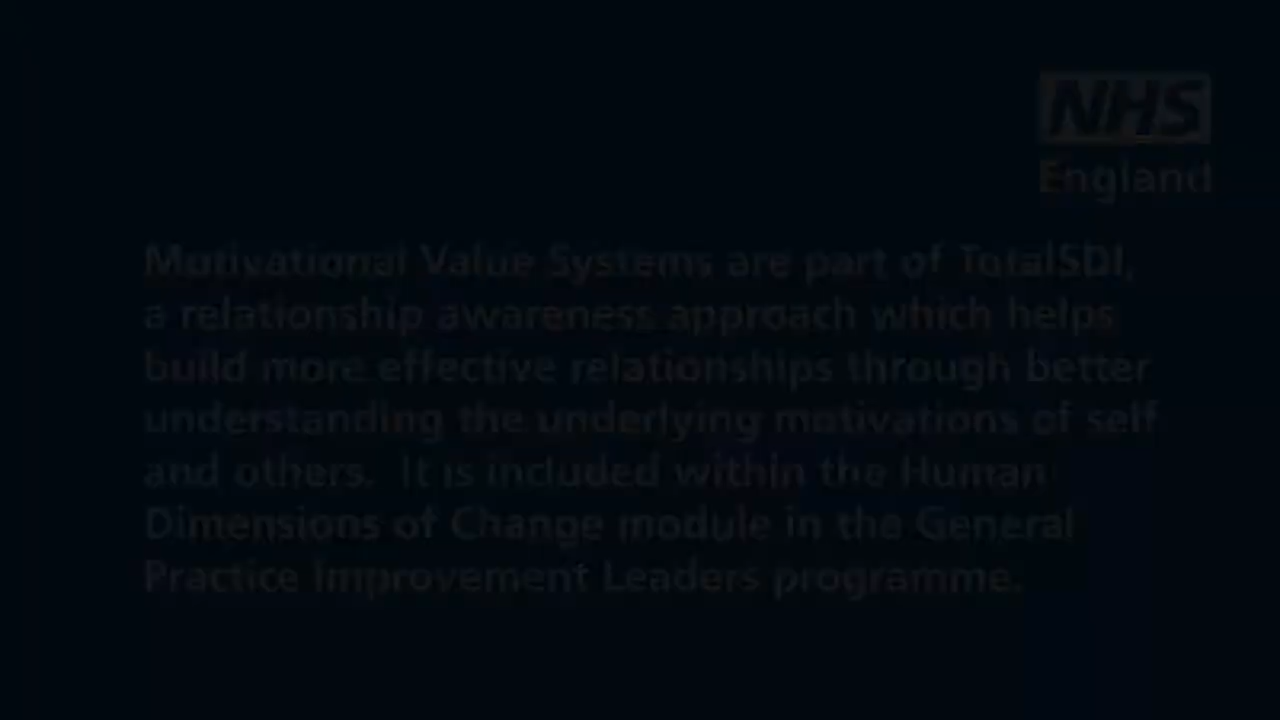 NHS
England
Motivational Value Systems are part of TotalSDI,
a relationship awareness approach which helps
build more effective relationships through better
understanding the underlying motivations of self
and others.  It is included within the Human
Dimensions of Change module in the General
Practice Improvement Leaders programme.